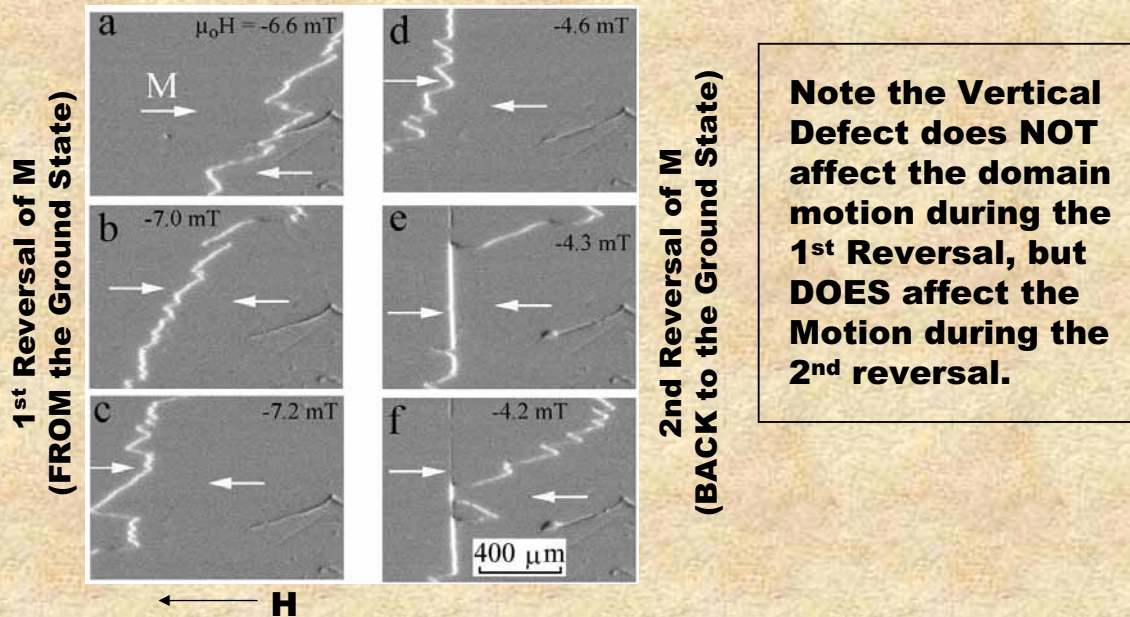 1st Reversal of M
(FROM the Ground State)
a
μ₀H = -6.6 mT
M
b
-7.0 mT
c
-7.2 mT
H
d
-4.6 mT
e
-4.3 mT
f
-4.2 mT
400 μm
2nd Reversal of M
(BACK to the Ground State)
Note the Vertical
Defect does NOT
affect the domain
motion during the
1st Reversal, but
DOES affect the
Motion during the
2nd reversal.